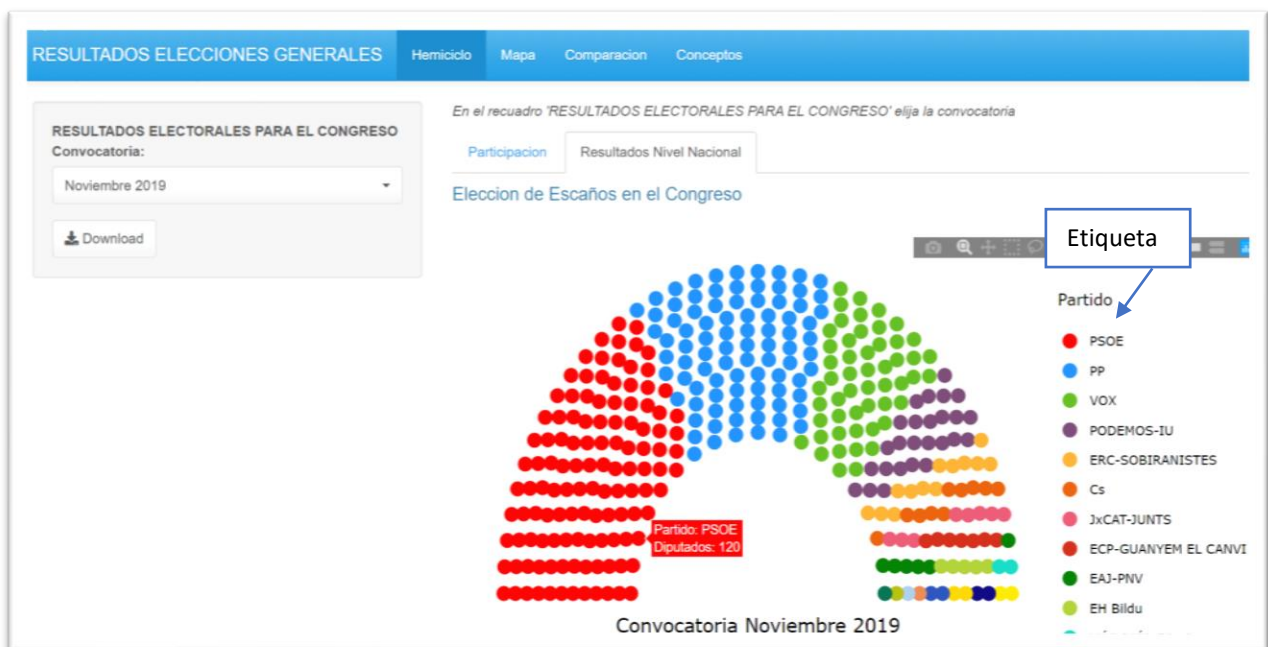 RESULTADOS ELECCIONES GENERALES Hemiciclo Mapa Comparacion Conceptos
En el recuadro 'RESULTADOS ELECTORALES PARA EL CONGRESO' elija la convocatoria
RESULTADOS ELECTORALES PARA EL CONGRESO
Convocatoria:
Noviembre 2019
Download
Participacion Resultados Nivel Nacional
Eleccion de Escaños en el Congreso
Etiqueta
Partido
PSOE
PP
VOX
PODEMOS-IU
ERC-SOBIRANISTES
Cs
JxCAT-JUNTS
ECP-GUANYEM EL CANVI
EAJ-PNV
EH Bildu
Partido: PSOE
Diputados: 120
Convocatoria Noviembre 2019